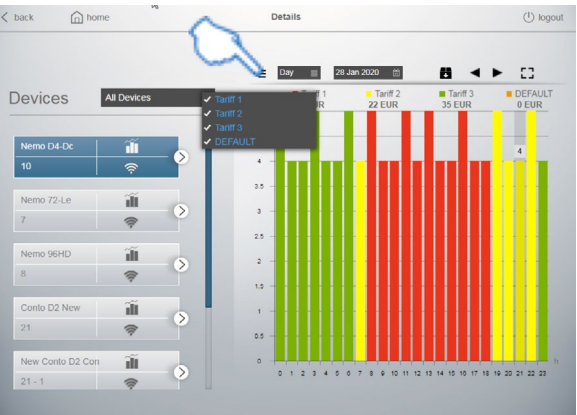 back
home
Details
logout
Day
28 Jan 2020
Devices
All Devices
Tariff 1
Tariff 2
Tariff 3
DEFAULT
Tariff 1
Tariff 2
22 EUR
Tariff 3
35 EUR
DEFAULT
0 EUR
Nemo D4-Dc
10
Nemo 72-Le
7
Nemo 96HD
8
Conto D2 New
21
New Conto D2 Con
21 - 1
4
4
3.5
3
2.5
2
1.5
1
0.5
0
0 1 2 3 4 5 6 7 8 9 10 11 12 13 14 15 16 17 18 19 20 21 22 23 h